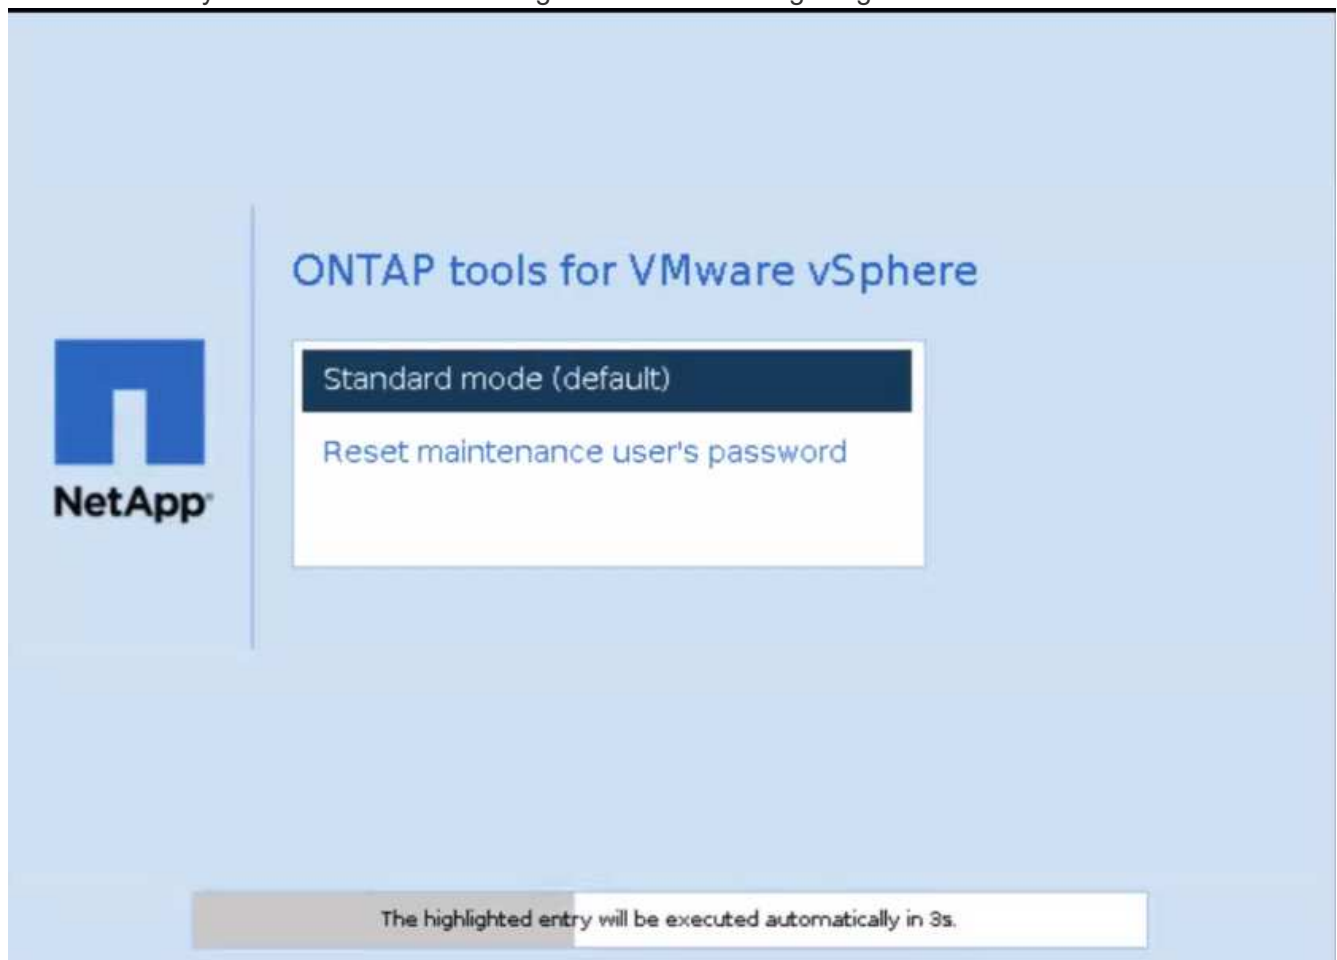 ONTAP tools for VMware vSphere
Standard mode (default)
Reset maintenance user's password
NetApp
The highlighted entry will be executed automatically in 3s.